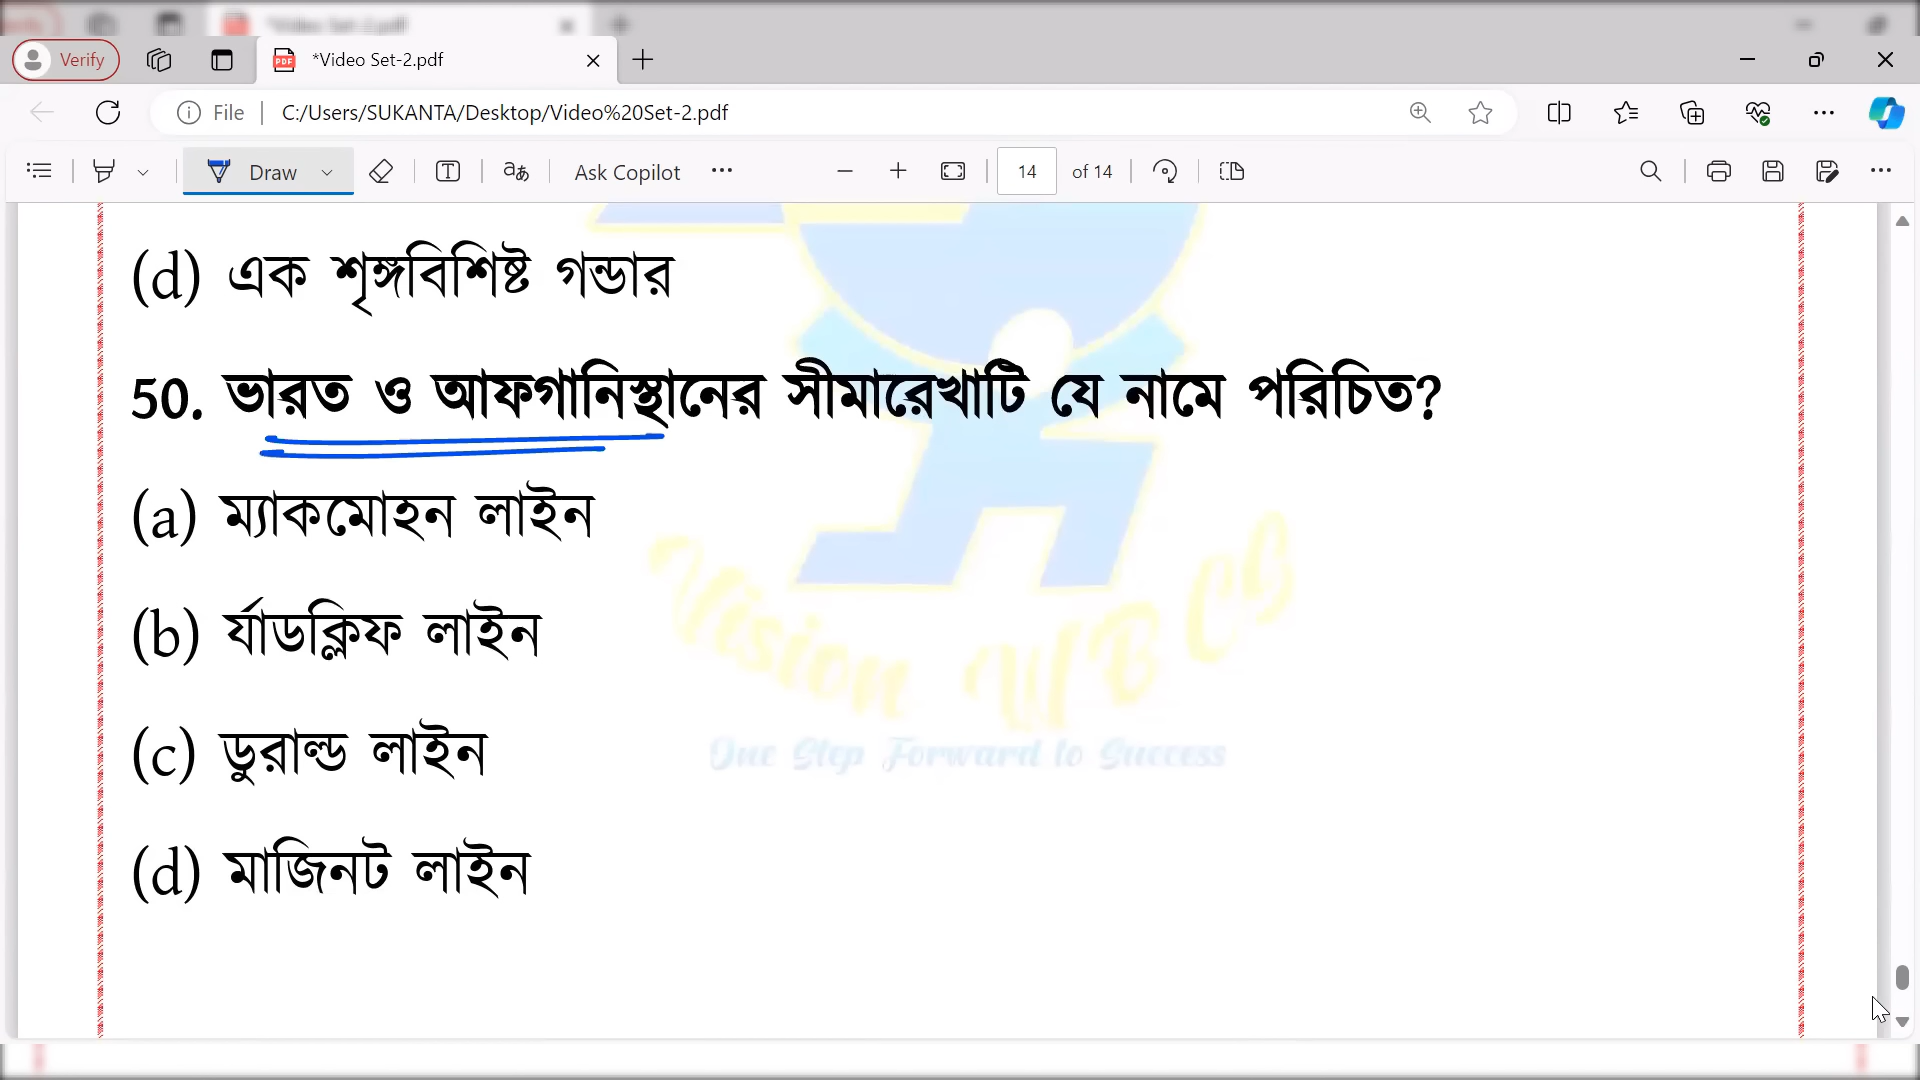 Verify
*Video Set-2.pdf
File
C:/Users/SUKANTA/Desktop/Video%20Set-2.pdf
Draw
Ask Copilot
14 of 14
(d) এক শৃঙ্গবিশিষ্ট গন্ডার
50. ভারত ও আফগানিস্থানের সীমারেখাটি যে নামে পরিচিত?
(a) ম্যাকমোহন লাইন
(b) র্যাডক্লিফ লাইন
(c) ডুরাল্ড লাইন
(d) মাজিনট লাইন
Vision WBCB
One Step Forward to Success